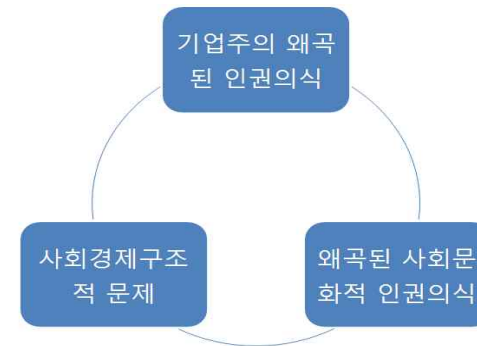 기업주의 왜곡
된 인권의식
사회경제구조
적 문제
왜곡된 사회문
화적 인권의식